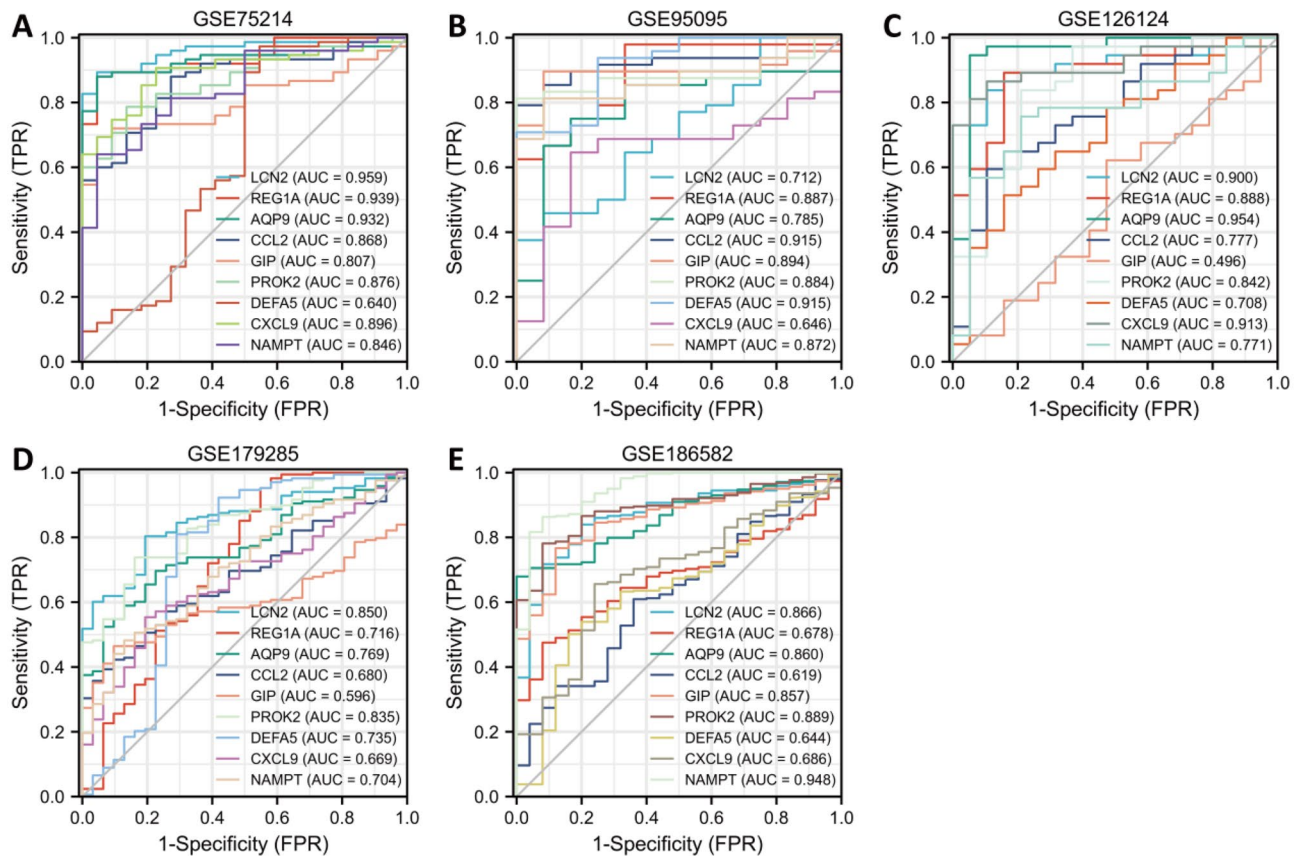 A
GSE75214
Sensitivity (TPR)
1.0
0.8
0.6
0.4
0.2
0.0
LCN2 (AUC = 0.959)
REG1A (AUC = 0.939)
AQP9 (AUC = 0.932)
CCL2 (AUC = 0.868)
GIP (AUC = 0.807)
PROK2 (AUC = 0.876)
DEFA5 (AUC = 0.640)
CXCL9 (AUC = 0.896)
NAMPT (AUC = 0.846)
0.0 0.2 0.4 0.6 0.8 1.0
1-Specificity (FPR)
B
GSE95095
Sensitivity (TPR)
1.0
0.8
0.6
0.4
0.2
0.0
LCN2 (AUC = 0.712)
REG1A (AUC = 0.887)
AQP9 (AUC = 0.785)
CCL2 (AUC = 0.915)
GIP (AUC = 0.894)
PROK2 (AUC = 0.884)
DEFA5 (AUC = 0.915)
CXCL9 (AUC = 0.646)
NAMPT (AUC = 0.872)
0.0 0.2 0.4 0.6 0.8 1.0
1-Specificity (FPR)
C
GSE126124
Sensitivity (TPR)
1.0
0.8
0.6
0.4
0.2
0.0
LCN2 (AUC = 0.900)
REG1A (AUC = 0.888)
AQP9 (AUC = 0.954)
CCL2 (AUC = 0.777)
GIP (AUC = 0.496)
PROK2 (AUC = 0.842)
DEFA5 (AUC = 0.708)
CXCL9 (AUC = 0.913)
NAMPT (AUC = 0.771)
0.0 0.2 0.4 0.6 0.8 1.0
1-Specificity (FPR)
D
GSE179285
Sensitivity (TPR)
1.0
0.8
0.6
0.4
0.2
0.0
LCN2 (AUC = 0.850)
REG1A (AUC = 0.716)
AQP9 (AUC = 0.769)
CCL2 (AUC = 0.680)
GIP (AUC = 0.596)
PROK2 (AUC = 0.835)
DEFA5 (AUC = 0.735)
CXCL9 (AUC = 0.669)
NAMPT (AUC = 0.704)
0.0 0.2 0.4 0.6 0.8 1.0
1-Specificity (FPR)
E
GSE186582
Sensitivity (TPR)
1.0
0.8
0.6
0.4
0.2
0.0
LCN2 (AUC = 0.866)
REG1A (AUC = 0.678)
AQP9 (AUC = 0.860)
CCL2 (AUC = 0.619)
GIP (AUC = 0.857)
PROK2 (AUC = 0.889)
DEFA5 (AUC = 0.644)
CXCL9 (AUC = 0.686)
NAMPT (AUC = 0.948)
0.0 0.2 0.4 0.6 0.8 1.0
1-Specificity (FPR)